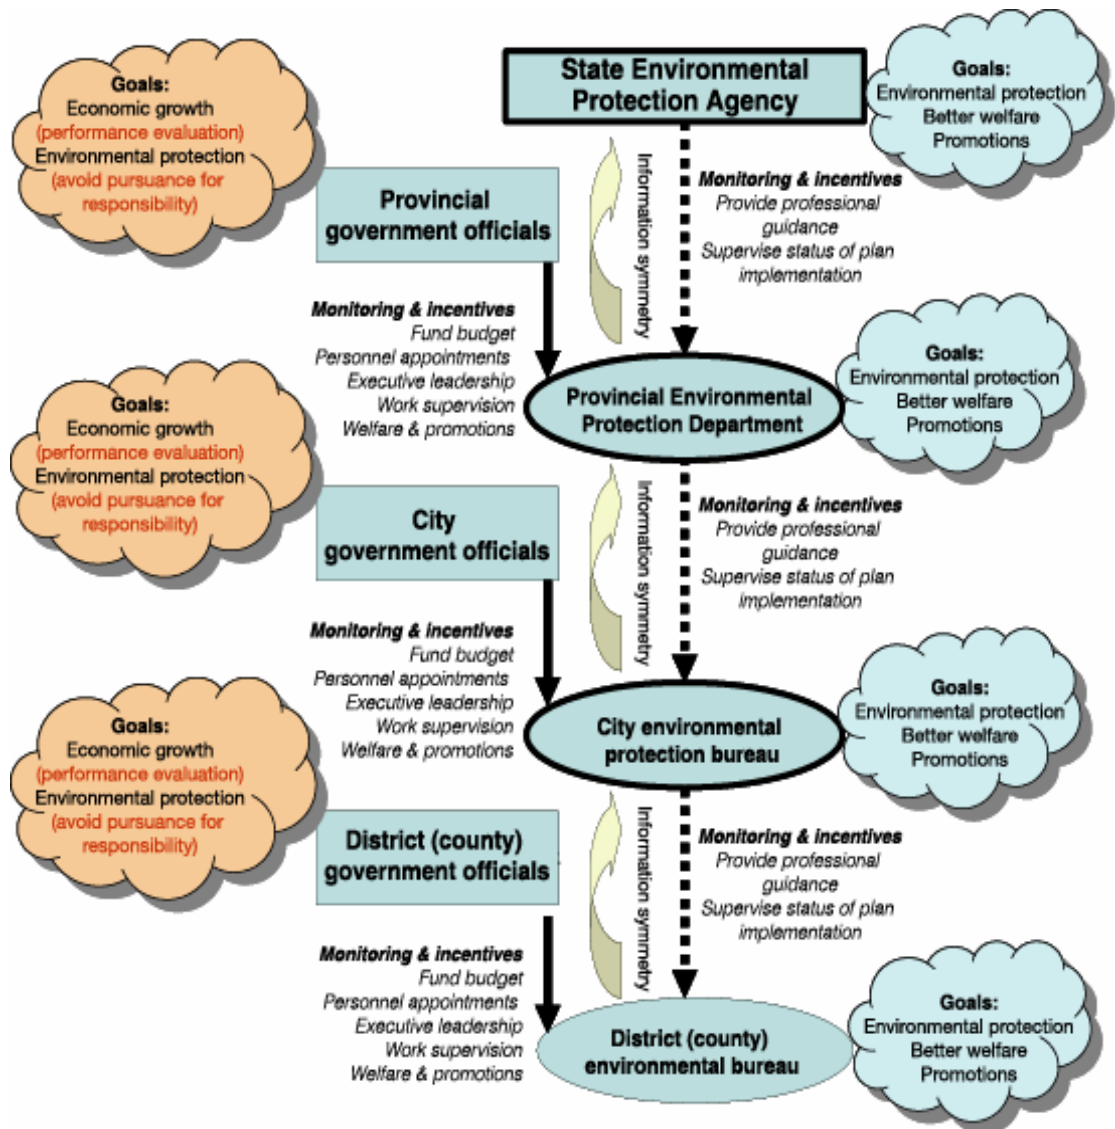 State Environmental
Protection Agency
Goals:
Environmental protection
Better welfare
Promotions
Goals:
Economic growth
(performance evaluation)
Environmental protection
(avoid pursuance for
responsibility)
Provincial
government officials
Information symmetry
Monitoring & incentives
Provide professional
guidance
Supervise status of plan
implementation
Monitoring & incentives
Fund budget
Personnel appointments
Executive leadership
Work supervision
Welfare & promotions
Provincial Environmental
Protection Department
Goals:
Environmental protection
Better welfare
Promotions
Goals:
Economic growth
(performance evaluation)
Environmental protection
(avoid pursuance for
responsibility)
City
government officials
Information symmetry
Monitoring & incentives
Provide professional
guidance
Supervise status of plan
implementation
Monitoring & incentives
Fund budget
Personnel appointments
Executive leadership
Work supervision
Welfare & promotions
City environmental
protection bureau
Goals:
Environmental protection
Better welfare
Promotions
Goals:
Economic growth
(performance evaluation)
Environmental protection
(avoid pursuance for
responsibility)
District (county)
government officials
Information symmetry
Monitoring & incentives
Provide professional
guidance
Supervise status of plan
implementation
Monitoring & incentives
Fund budget
Personnel appointments
Executive leadership
Work supervision
Welfare & promotions
District (county)
environmental bureau
Goals:
Environmental protection
Better welfare
Promotions